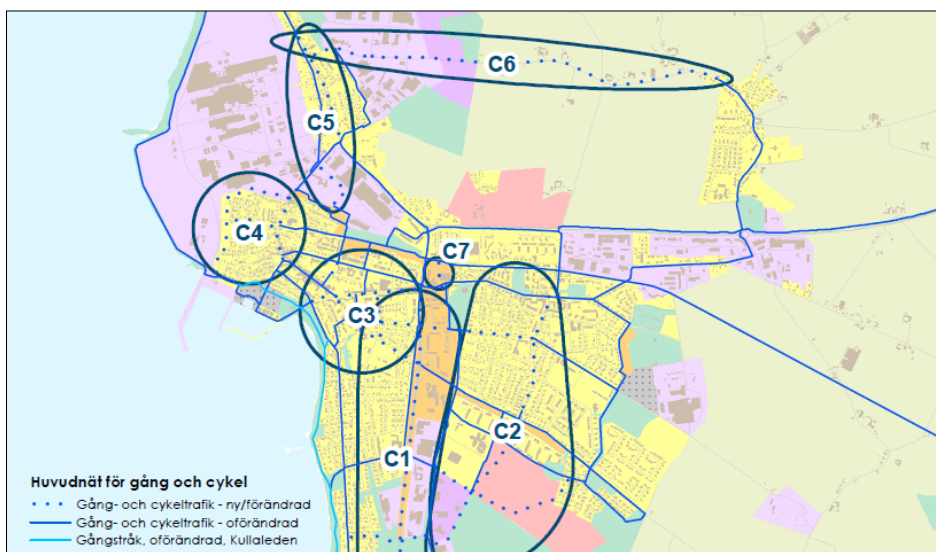 C6
C5
C4
C7
C3
C2
C1
Huvudnät för gång och cykel
Gång- och cykeltrafik - ny/förändrad
Gång- och cykeltrafik - oförändrad
Gångstråk, oförändrad, Kullaleden